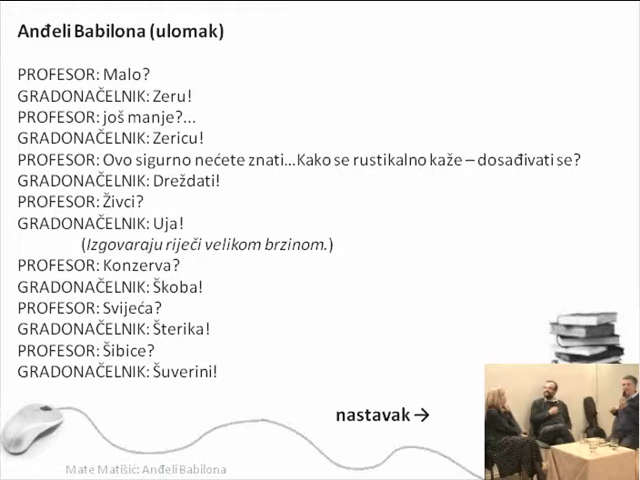 Anđeli Babilona (ulomak)
PROFESOR: Malo?
GRADONAČELNIK: Zeru!
PROFESOR: još manje?...
GRADONAČELNIK: Zericu!
PROFESOR: Ovo sigurno nećete znati...Kako se rustikalno kaže – dosađivati se?
GRADONAČELNIK: Dreždati!
PROFESOR: Živci?
GRADONAČELNIK: Uja!
(Izgovaraju riječi velikom brzinom.)
PROFESOR: Konzerva?
GRADONAČELNIK: Škoba!
PROFESOR: Svijeća?
GRADONAČELNIK: Šterika!
PROFESOR: Šibice?
GRADONAČELNIK: Šuverini!
nastavak →
Mate Matišić: Anđeli Babilona